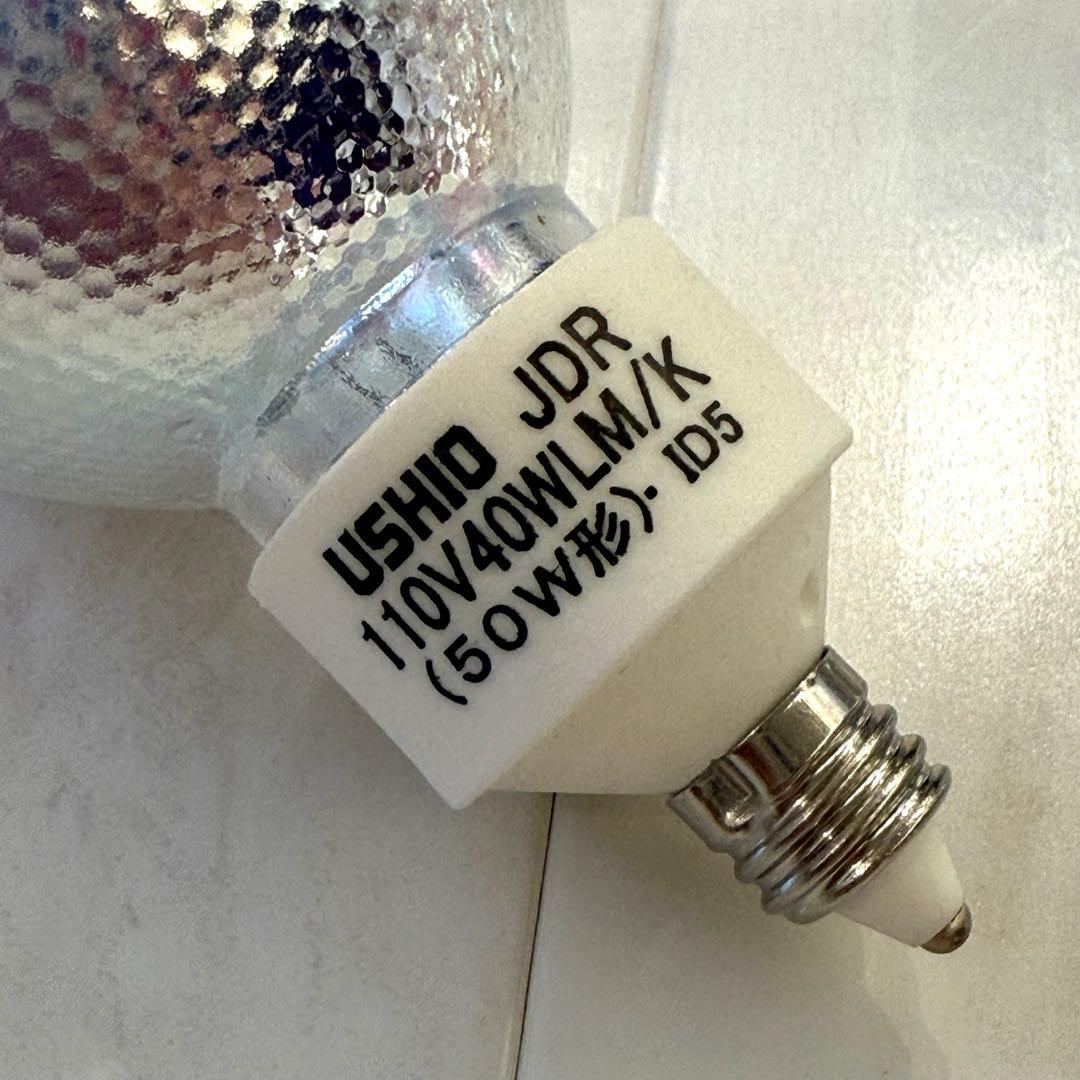 USHIO JDR
110V40WLM/K
(50W形)· ID5